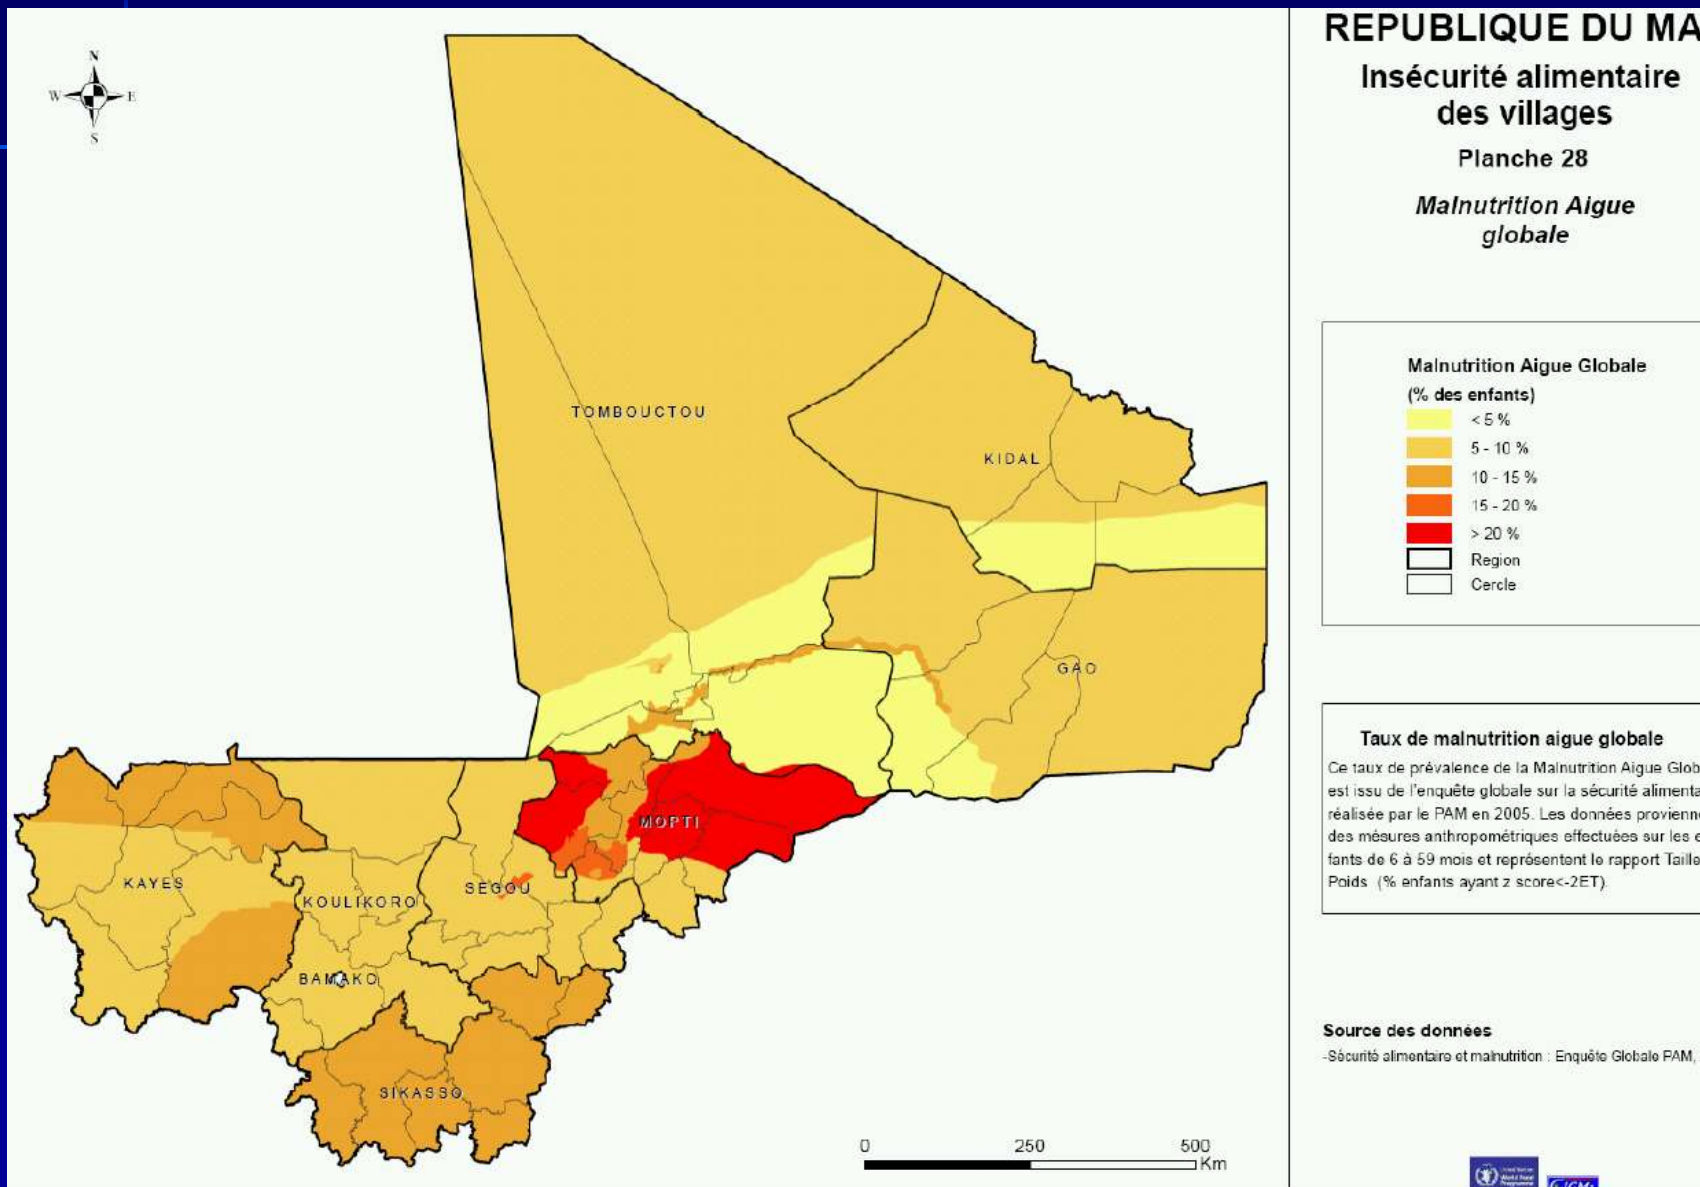 REPUBLIQUE DU MA
Insécurité alimentaire
des villages
Planche 28
Malnutrition Aigue
globale
N
W E
S
TOMBOUCTOU
KIDAL
GAO
MOPTI
KAYES
SEGOU
KOULIKORO
BAMAKO
SIKASSO
0 250 500
Km
Malnutrition Aigue Globale
(% des enfants)
< 5 %
5 - 10 %
10 - 15 %
15 - 20 %
> 20 %
Region
Cercle
Taux de malnutrition aigue globale
Ce taux de prévalence de la Malnutrition Aigue Glob
est issu de l'enquête globale sur la sécurité alimenta
réalisée par le PAM en 2005. Les données provienn
des mésures anthropométriques effectuées sur les e
fants de 6 à 59 mois et représentent le rapport Taille
Poids (% enfants ayant z score<-2ET).
Source des données
-Sécurité alimentaire et malnutrition : Enquête Globale PAM,